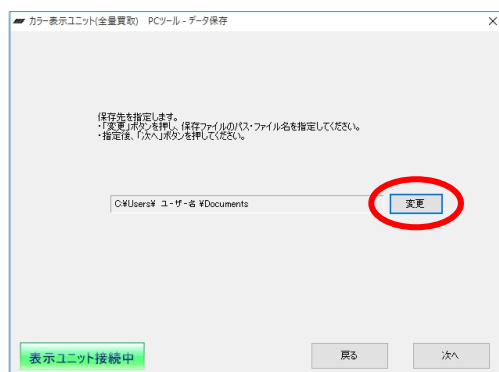 カラー表示ユニット(全量買取) PCツール - データ保存
保存先を指定します。
・「変更」ボタンを押し、保存ファイルのパス・ファイル名を指定してください。
・指定後、「次へ」ボタンを押してください。
C:¥Users¥ ユーザー名 ¥Documents
変更
表示ユニット接続中
戻る
次へ